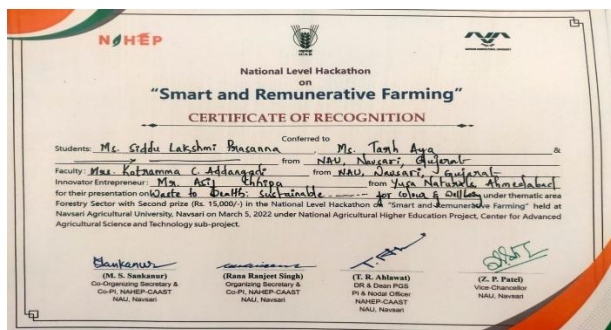 NAHEP
National Level Hackathon
on
"Smart and Remunerative Farming"
CERTIFICATE OF RECOGNITION
Conferred to
Students: Ms. Siddu Lakshmi Prasanna, Ms. Tanh Aya &
from NAU, Navsari, Gujarat
Faculty: Mrs. Kotramma C. Addangadi from NAU, Navsari, Gujarat
Innovator Entrepreneur: Mr. Asif Chhipa from Yusa Naturals, Ahmedabad
for their presentation on Waste to Wealth: Sustainable ------ for Colour & under thematic area
Forestry Sector with Second prize (Rs. 15,000/-) in the National Level Hackathon on "Smart and Remunerative Farming" held at
Navsari Agricultural University, Navsari on March 5, 2022 under National Agricultural Higher Education Project, Center for Advanced
Agricultural Science and Technology sub-project.
Sankanur
(M. S. Sankanur)
Co-Organizing Secretary &
Co-PI, NAHEP-CAAST
NAU, Navsari
(Rana Ranjeet Singh)
Organizing Secretary &
Co-PI, NAHEP-CAAST
NAU, Navsari
(T. R. Ahlawat)
DR & Dean PGS
PI & Nodal Officer
NAHEP-CAAST
NAU, Navsari
(Z. P. Patel)
Vice-Chancellor
NAU, Navsari